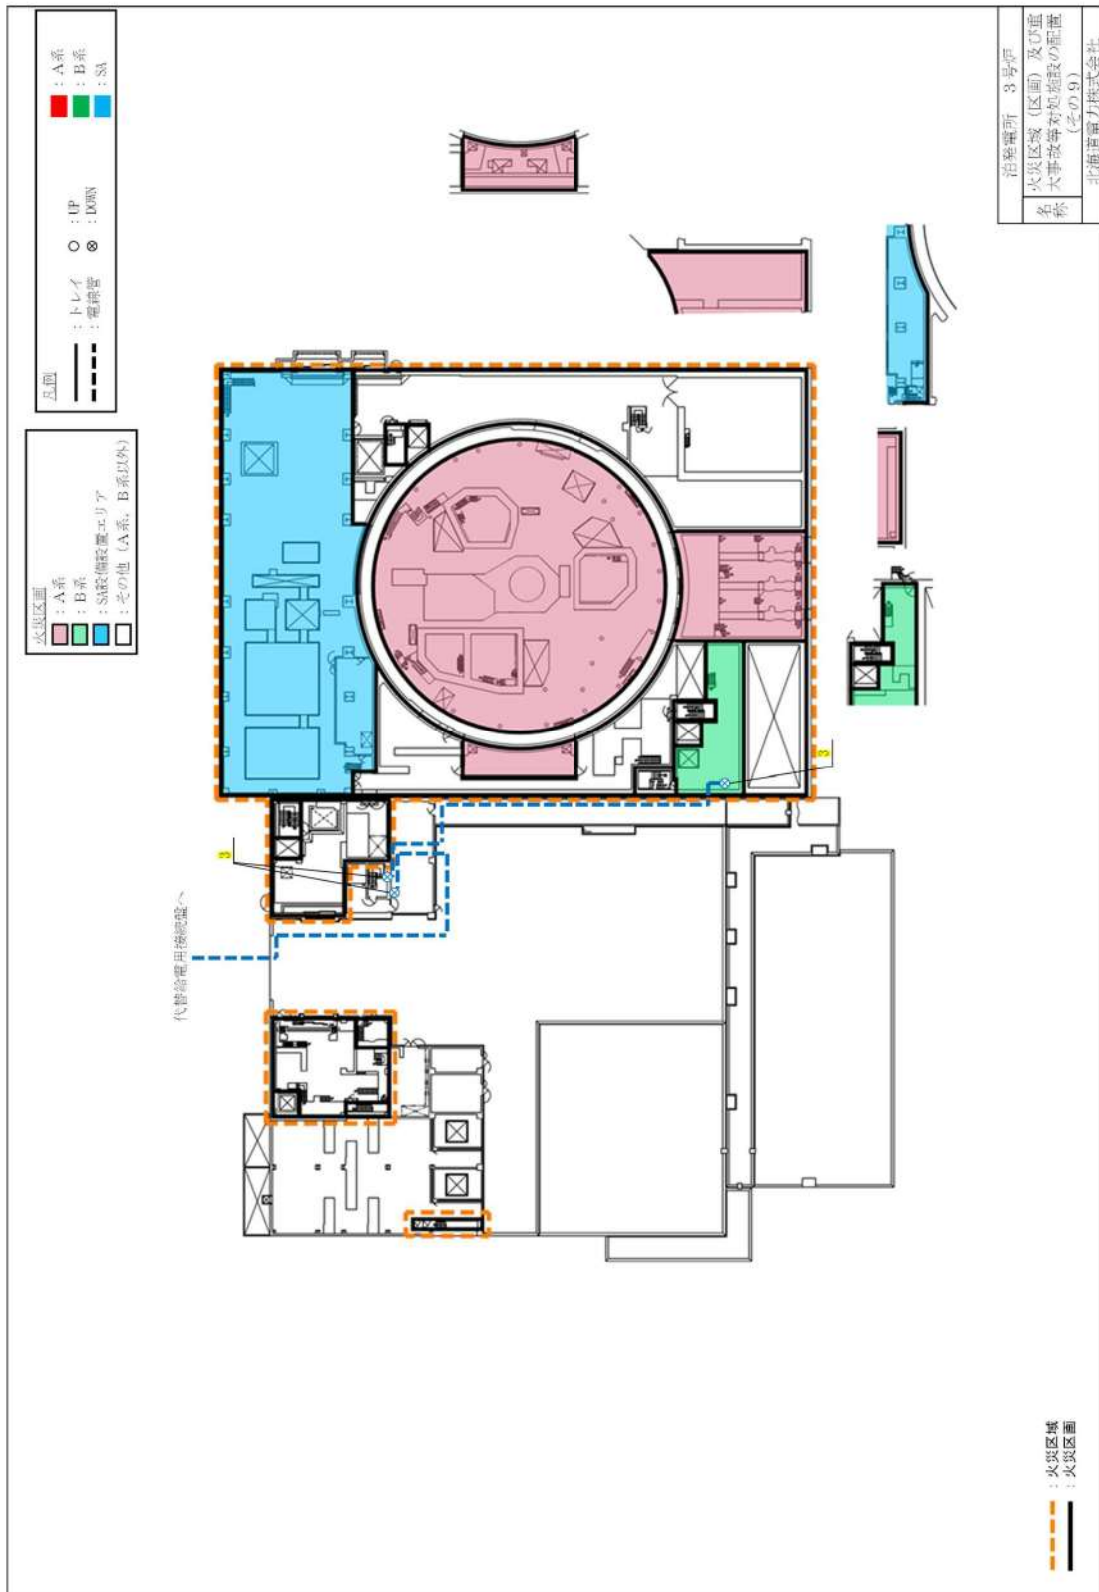 火災区画
：A系
：B系
：SA設備設置エリア
：その他（A系，B系以外）
凡例
：トレイ
：電線管
○：UP
⊗：DOWN
：A系
：B系
：SA
代替給電用接続盤へ
3
3
：火災区域
：火災区画
泊発電所　3号炉
名称
火災区域（区画）及び重
大事故等対処施設の配置
（その9）
北海道電力株式会社